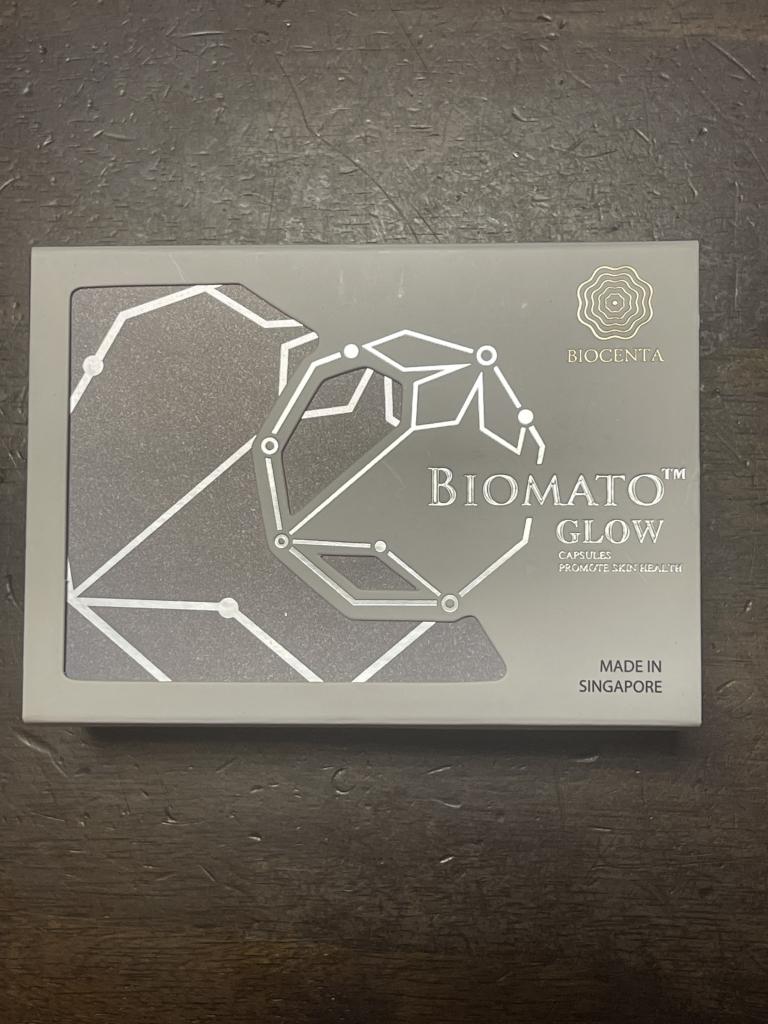 BIOCENTA
BIOMATO™
GLOW
CAPSULES
PROMOTE SKIN HEALTH
MADE IN
SINGAPORE